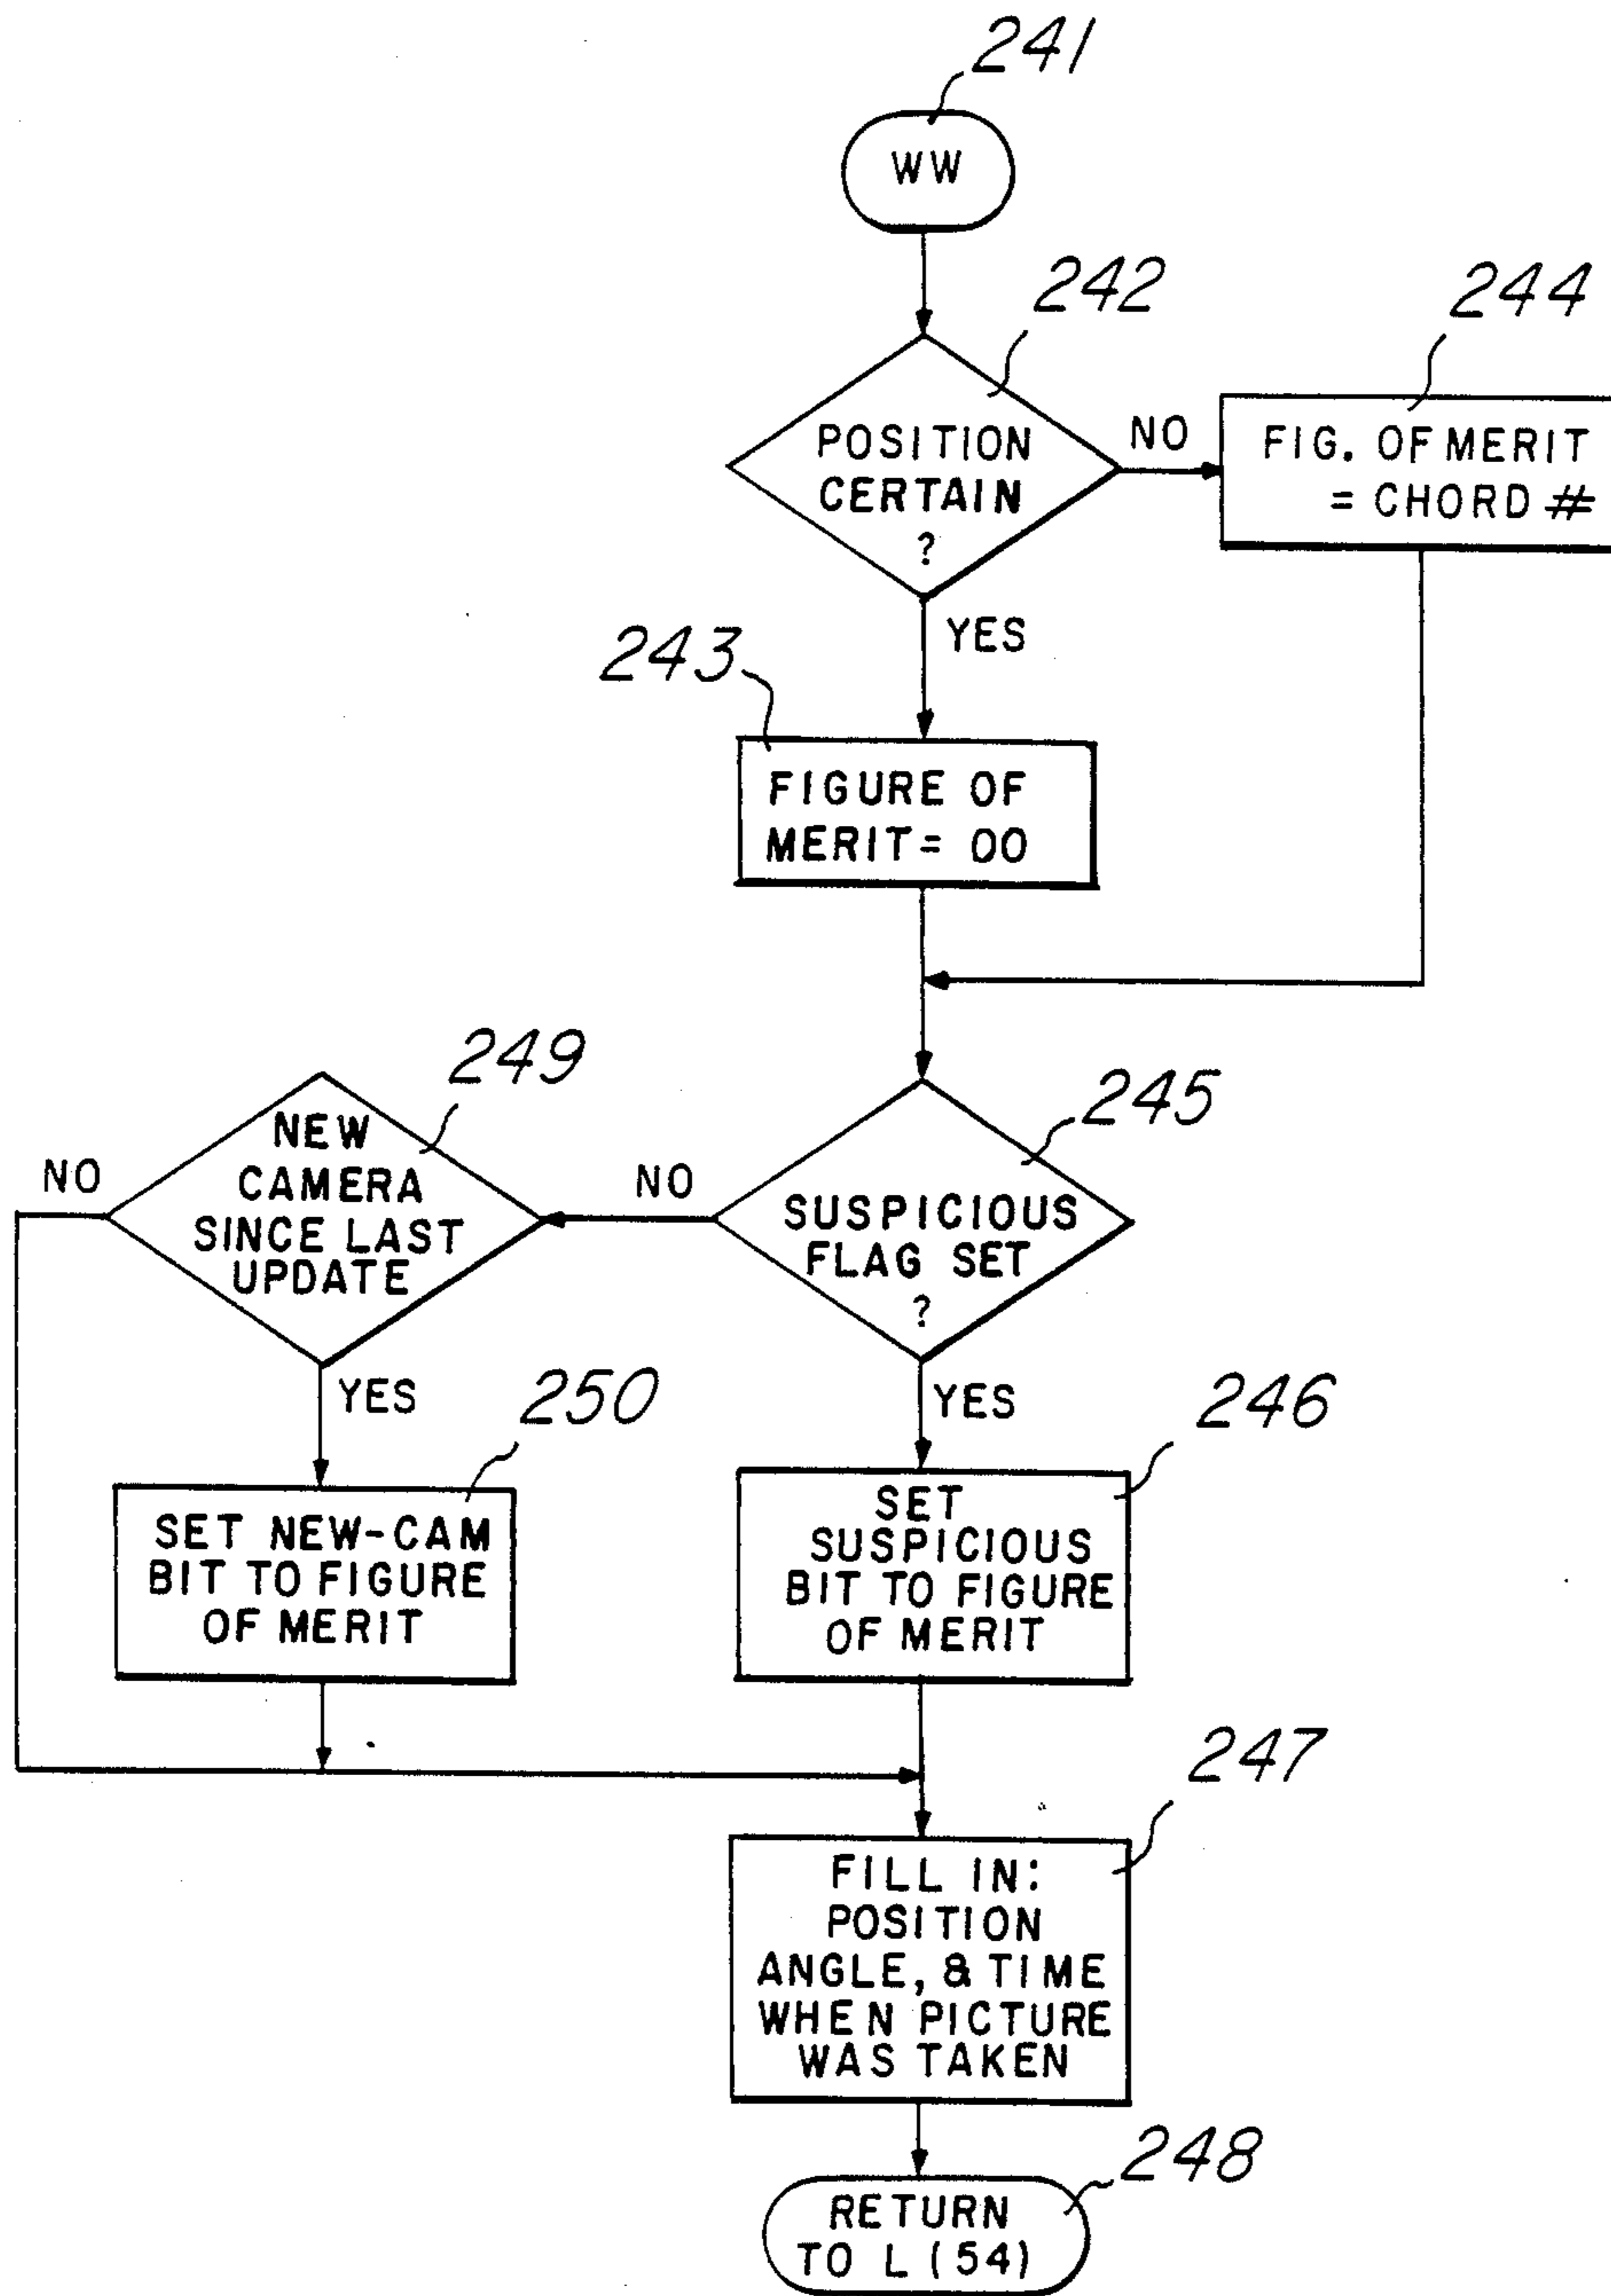 241
WW
242
244
POSITION
CERTAIN
?
NO
FIG. OF MERIT
= CHORD #
YES
243
FIGURE OF
MERIT = 00
249
245
NEW
CAMERA
SINCE LAST
UPDATE
NO
NO
SUSPICIOUS
FLAG SET
?
YES
250
YES
246
SET NEW-CAM
BIT TO FIGURE
OF MERIT
SET
SUSPICIOUS
BIT TO FIGURE
OF MERIT
247
FILL IN:
POSITION
ANGLE, & TIME
WHEN PICTURE
WAS TAKEN
248
RETURN
TO L (54)